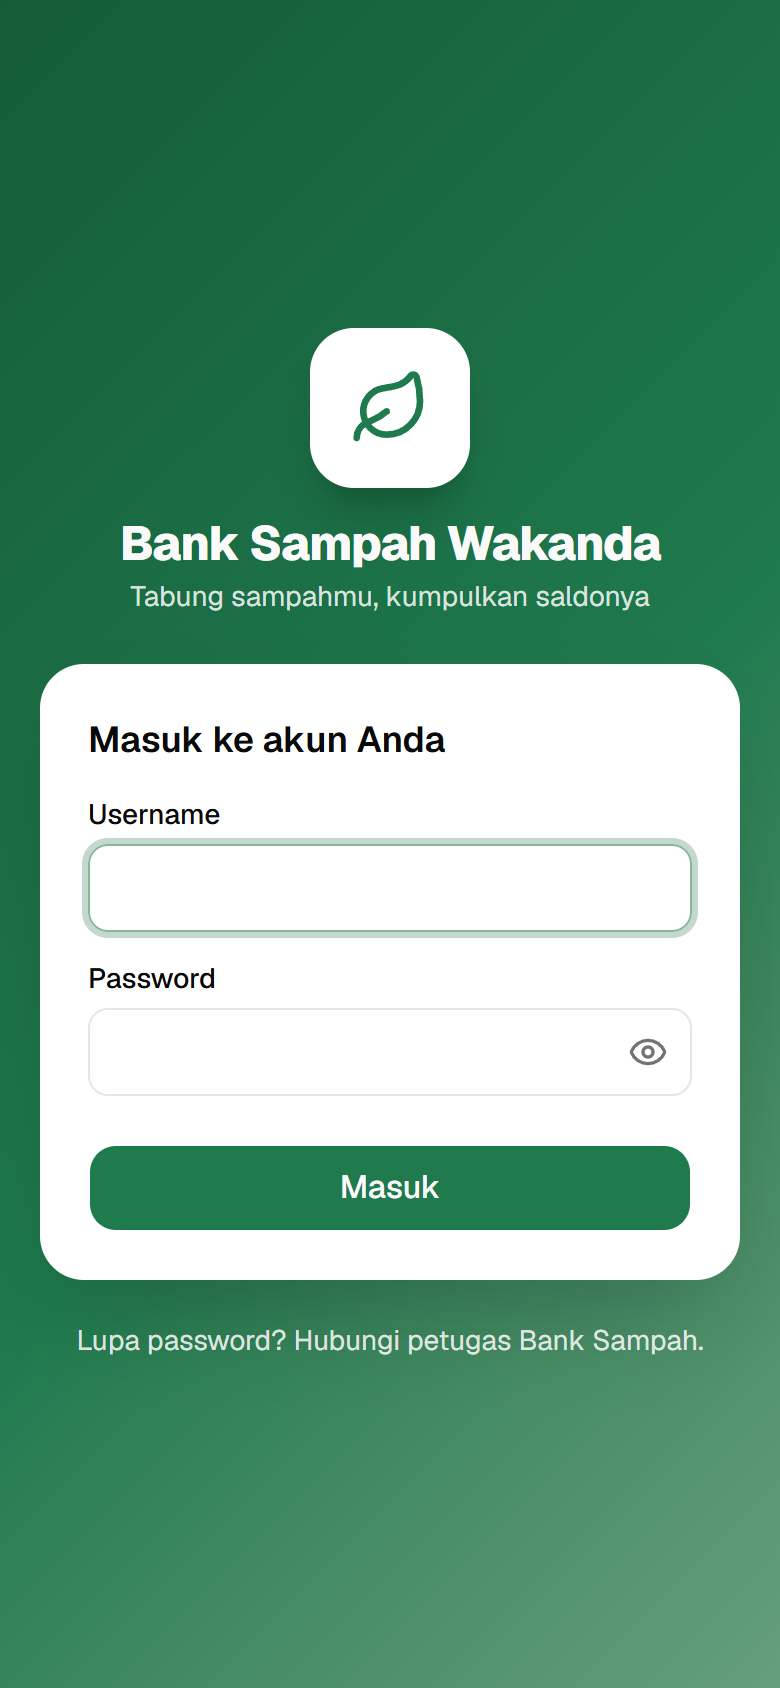 Bank Sampah Wakanda
Tabung sampahmu, kumpulkan saldonya
Masuk ke akun Anda
Username
Password
Masuk
Lupa password? Hubungi petugas Bank Sampah.